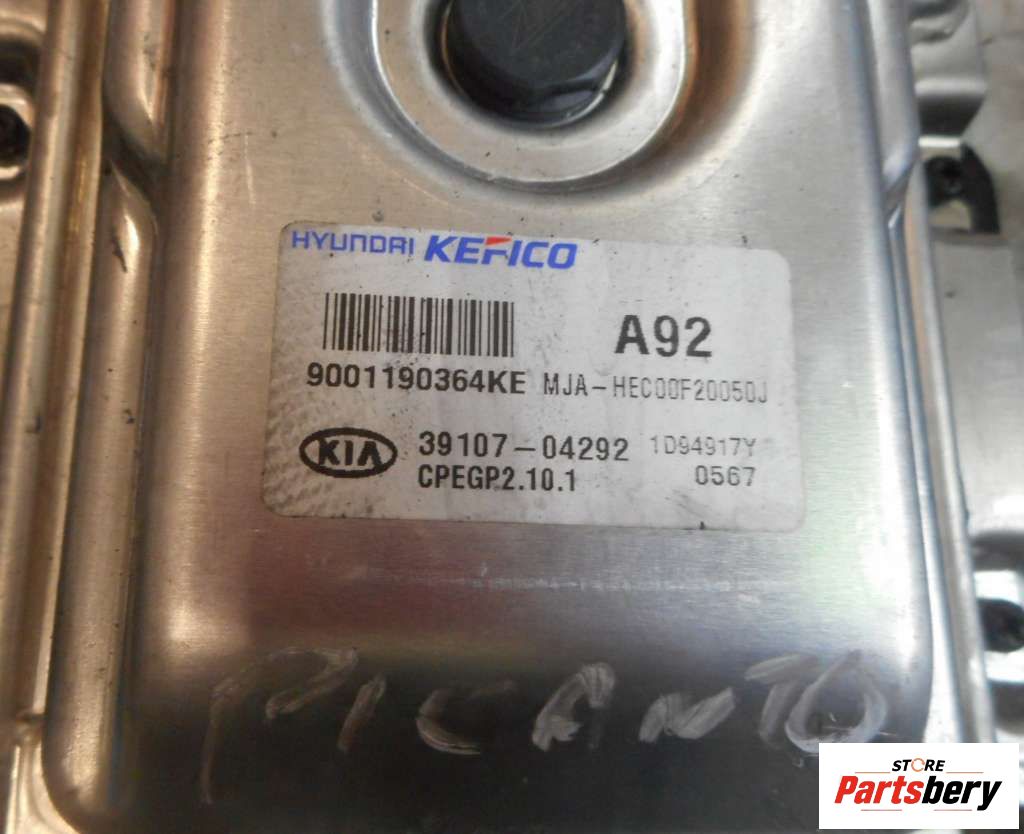 HYUNDAI KEFICO
A92
9001190364KE MJA-HEC00F20050J
KIA 39107-04292 1D94917Y
CPEGP2.10.1 0567
PICANTO
STORE
Partsbery